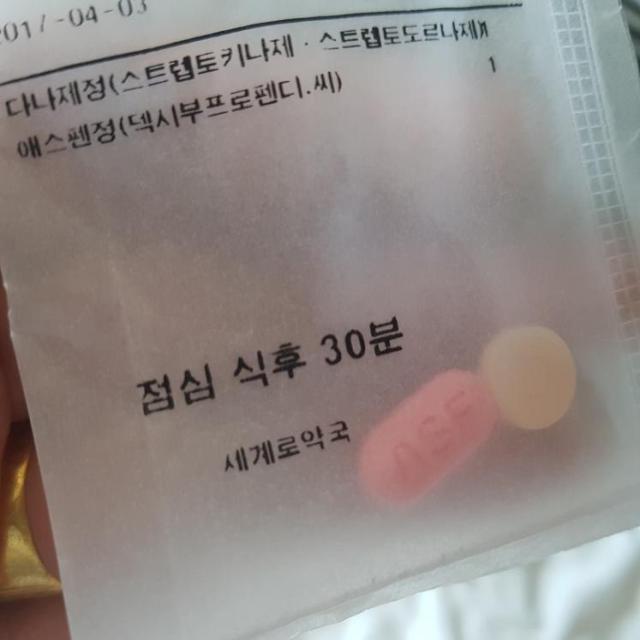 017-04-03
다나제정(스트렙토키나제 · 스트렙토도르나제) 1
1
애스펜정(덱시부프로펜디.씨)
점심 식후 30분
세계로약국